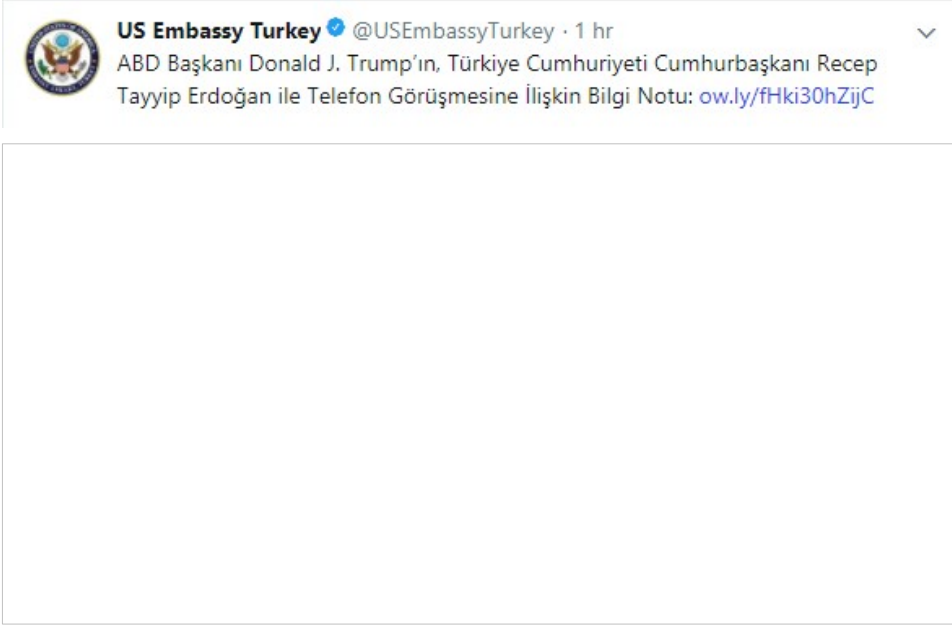 US Embassy Turkey @USEmbassyTurkey · 1 hr
ABD Başkanı Donald J. Trump’ın, Türkiye Cumhuriyeti Cumhurbaşkanı Recep
Tayyip Erdoğan ile Telefon Görüşmesine İlişkin Bilgi Notu: ow.ly/fHki30hZijC